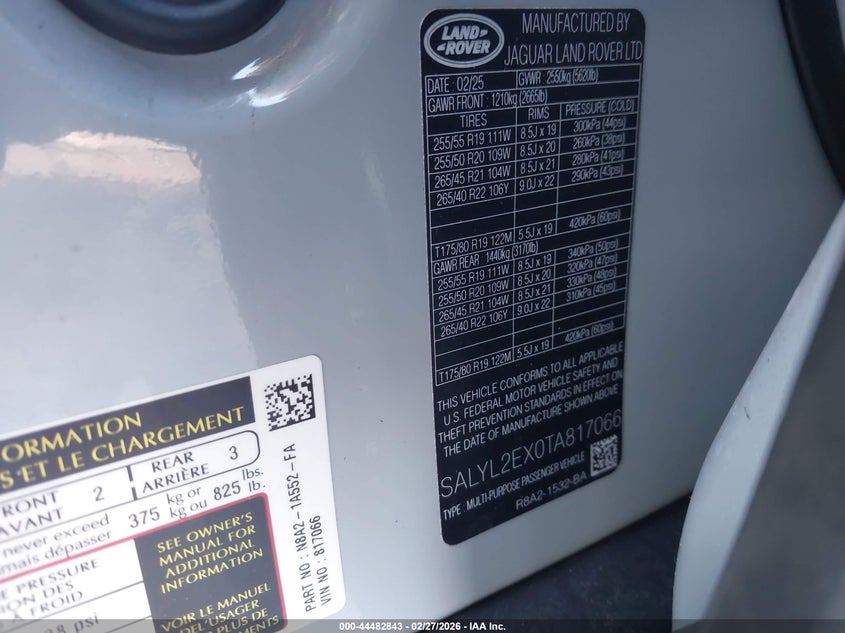 LAND
ROVER
MANUFACTURED BY
JAGUAR LAND ROVER LTD
DATE : 02/25 GVWR : 2550kg (5620lb)
GAWR FRONT : 1210kg (2665lb)
TIRES RIMS PRESSURE (COLD)
255/55 R19 111W 8.5J x 19 300kPa (44psi)
255/50 R20 109W 8.5J x 20 260kPa (38psi)
265/45 R21 104W 8.5J x 21 280kPa (41psi)
265/40 R22 106Y 9.0J x 22 290kPa (43psi)
T175/80 R19 122M 5.5J x 19 420kPa (60psi)
GAWR REAR 1440kg (3170lb)
255/55 R19 111W 8.5J x 19 340kPa (50psi)
255/50 R20 109W 8.5J x 20 320kPa (47psi)
265/45 R21 104W 8.5J x 21 330kPa (48psi)
265/40 R22 106Y 9.0J x 22 310kPa (45psi)
T175/80 R19 122M 5.5J x 19 420kPa (60psi)
THIS VEHICLE CONFORMS TO ALL APPLICABLE
U.S. FEDERAL MOTOR VEHICLE SAFETY AND
THEFT PREVENTION STANDARDS IN EFFECT ON
THE DATE OF MANUFACTURE SHOWN ABOVE
SALYL2EX0TA817066
TYPE : MULTI-PURPOSE PASSENGER VEHICLE
R8A2-1532-BA
ORMATION
S ET LE CHARGEMENT
FRONT 2 REAR 3
AVANT ARRIÈRE
never exceed 375 kg or 825 lbs.
mais dépasser kg ou lb.
E PRESSURE
ION DES
À FROID
38 psi
SEE OWNER'S
MANUAL FOR
ADDITIONAL
INFORMATION
VOIR LE MANUEL
DE L'USAGER
PLUS DE
EMENTS
PART NO : N8A2-1A552-FA
VIN NO : 817066
000-44482843 - 02/27/2026 - IAA Inc.